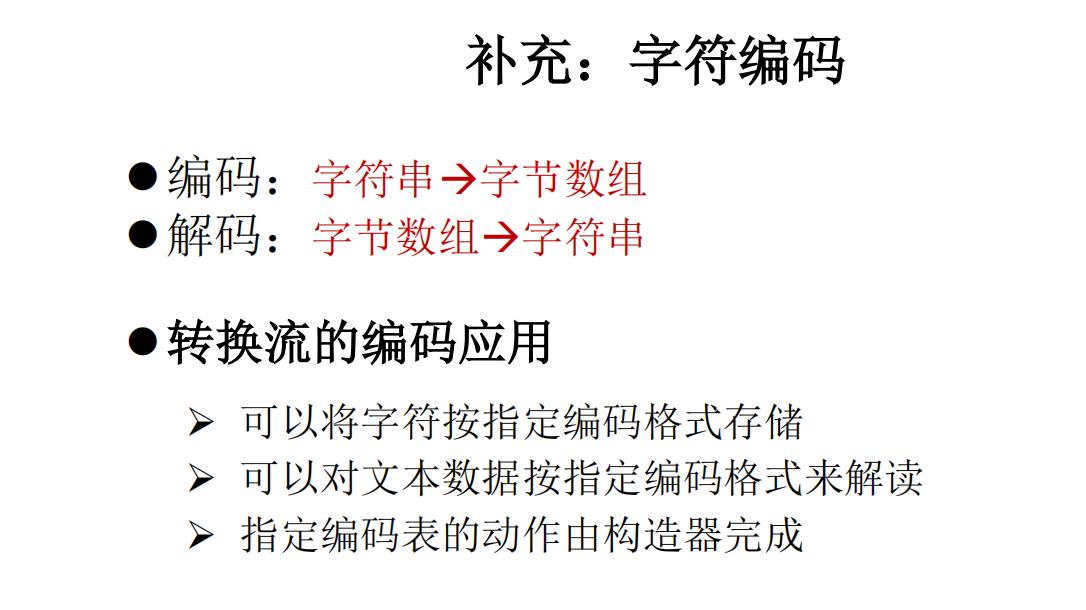 补充：字符编码
●编码：字符串→字节数组
●解码：字节数组→字符串
●转换流的编码应用
➢ 可以将字符按指定编码格式存储
➢ 可以对文本数据按指定编码格式来解读
➢ 指定编码表的动作由构造器完成